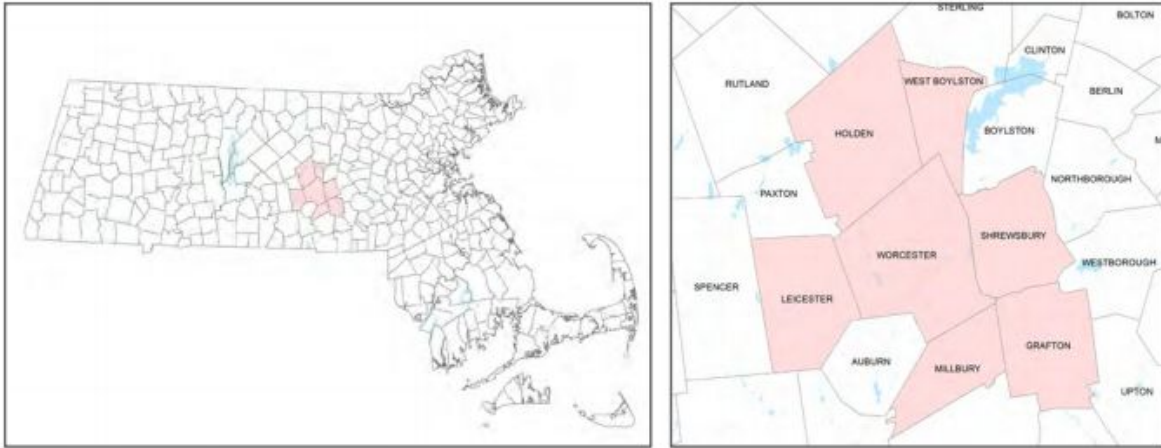 STERLING
BOLTON
CLINTON
RUTLAND
WEST BOYLSTON
BERLIN
HOLDEN
BOYLSTON
NORTHBOROUGH
PAXTON
SHREWSBURY
WORCESTER
WESTBOROUGH
SPENCER
LEICESTER
GRAFTON
AUBURN
MILLBURY
UPTON